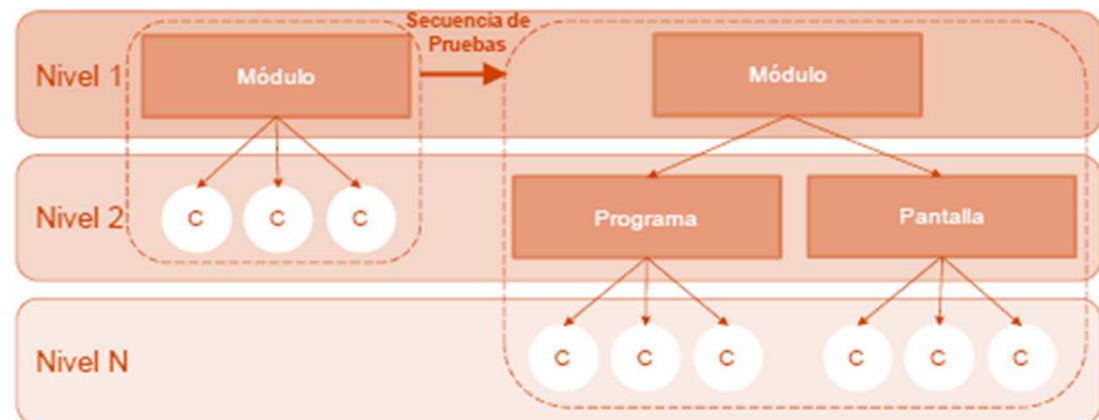 Secuencia de
Pruebas
Nivel 1
Módulo
Módulo
Nivel 2
C
C
C
Programa
Pantalla
Nivel N
C
C
C
C
C
C